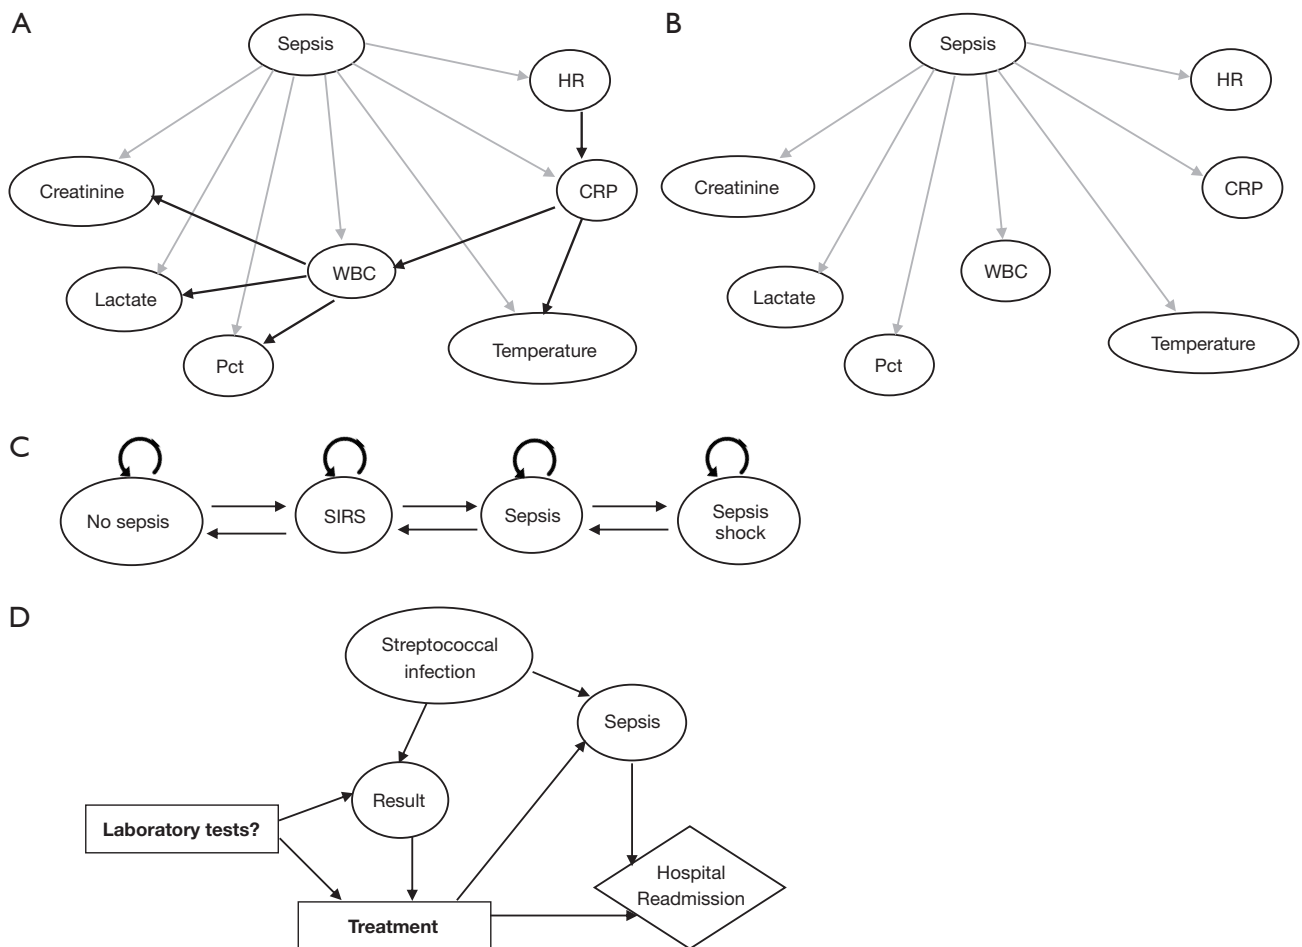 A
Sepsis
HR
Creatinine
CRP
WBC
Lactate
Pct
Temperature
B
Sepsis
HR
Creatinine
CRP
WBC
Lactate
Pct
Temperature
C
No sepsis
SIRS
Sepsis
Sepsis
shock
D
Streptococcal
infection
Sepsis
Result
Laboratory tests?
Hospital
Readmission
Treatment